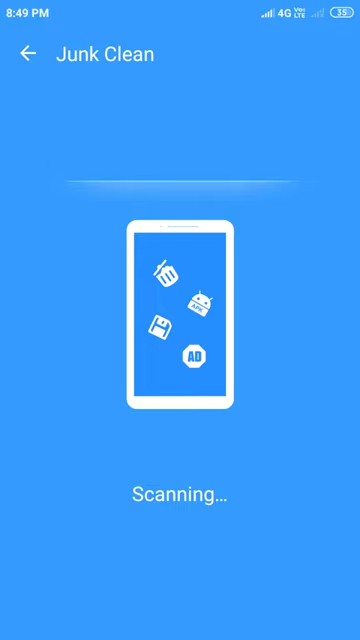 8:49 PM 4G Vo LTE 35
Junk Clean
APK
AD
Scanning...